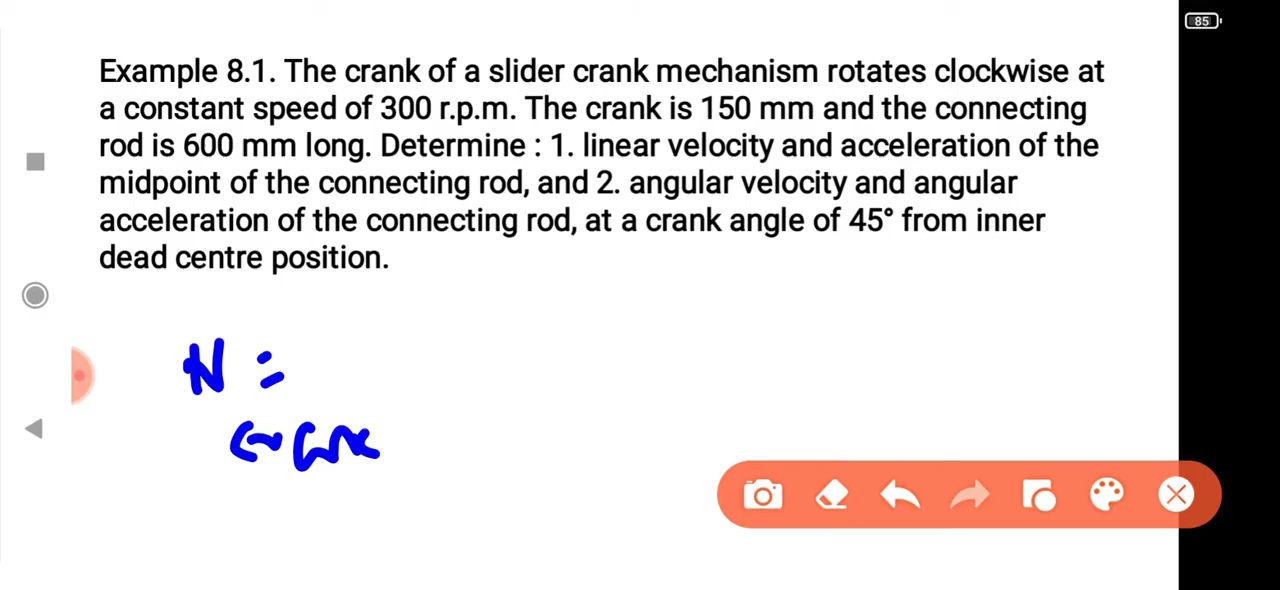 85
Example 8.1. The crank of a slider crank mechanism rotates clockwise at
a constant speed of 300 r.p.m. The crank is 150 mm and the connecting
rod is 600 mm long. Determine : 1. linear velocity and acceleration of the
midpoint of the connecting rod, and 2. angular velocity and angular
acceleration of the connecting rod, at a crank angle of 45° from inner
dead centre position.
N =